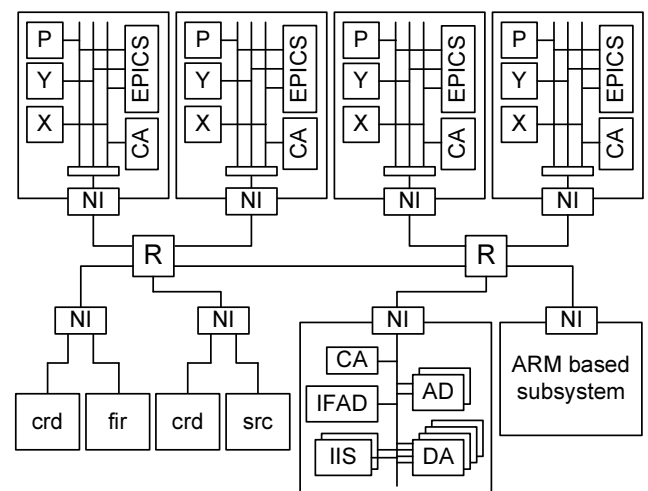 P
Y
X
EPICS
CA
NI
P
Y
X
EPICS
CA
NI
P
Y
X
EPICS
CA
NI
P
Y
X
EPICS
CA
NI
R
R
NI
NI
NI
NI
crd
fir
crd
src
CA
IFAD
AD
IIS
DA
ARM based
subsystem